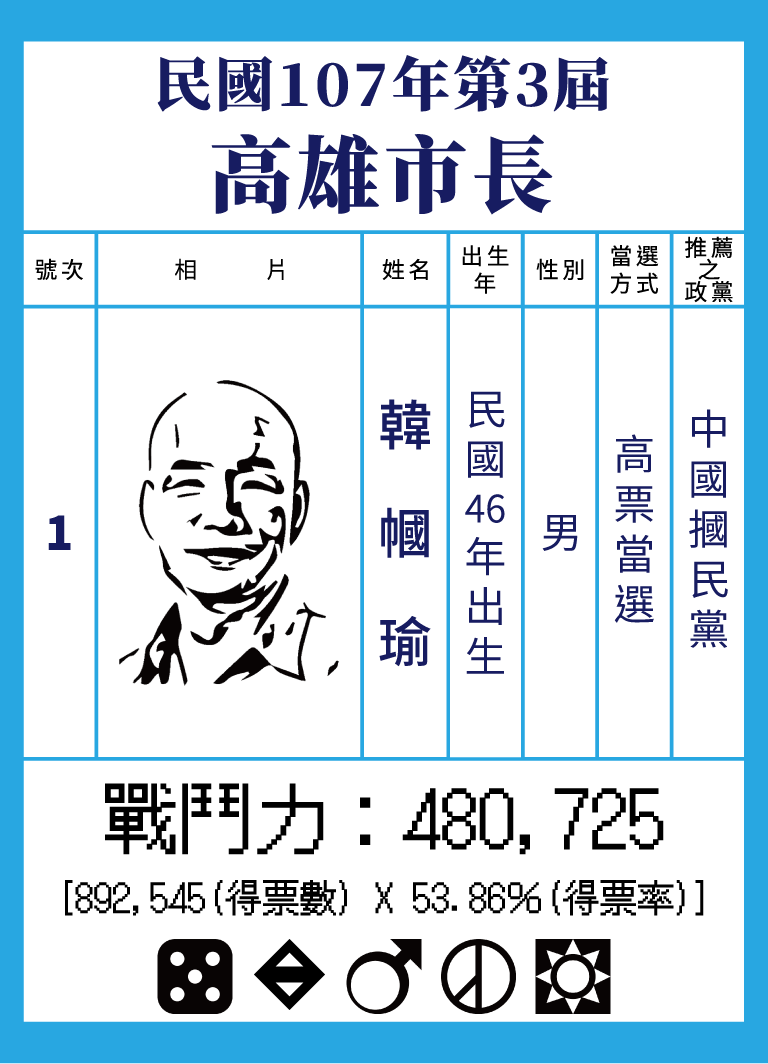 民國107年第3屆
高雄市長
號次
相片
姓名
出生
年
性別
當選
方式
推薦
之
政黨
1
韓幗瑜
民國46年出生
男
高票當選
中國摑民黨
戰鬥力：480,725
[892,545(得票數) X 53.86%(得票率)]